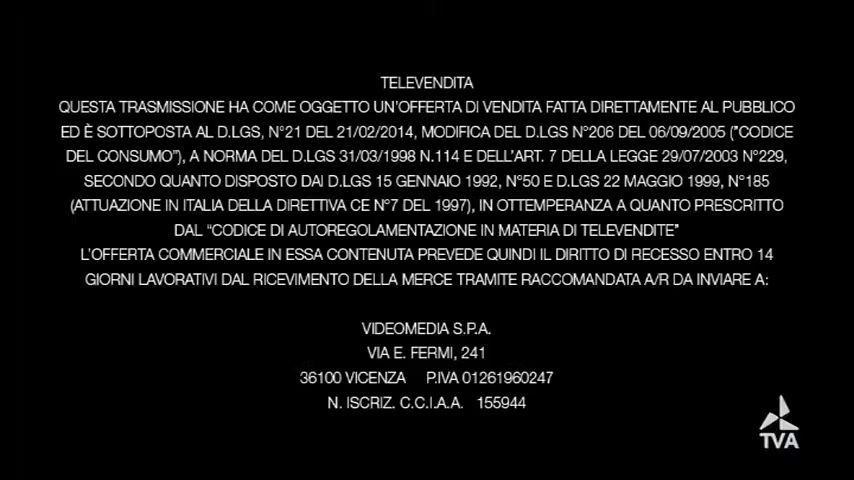 TELEVENDITA
QUESTA TRASMISSIONE HA COME OGGETTO UN'OFFERTA DI VENDITA FATTA DIRETTAMENTE AL PUBBLICO
ED È SOTTOPOSTA AL D.LGS, N°21 DEL 21/02/2014, MODIFICA DEL D.LGS N°206 DEL 06/09/2005 ("CODICE
DEL CONSUMO"), A NORMA DEL D.LGS 31/03/1998 N.114 E DELL'ART. 7 DELLA LEGGE 29/07/2003 N°229,
SECONDO QUANTO DISPOSTO DAI D.LGS 15 GENNAIO 1992, N°50 E D.LGS 22 MAGGIO 1999, N°185
(ATTUAZIONE IN ITALIA DELLA DIRETTIVA CE N°7 DEL 1997), IN OTTEMPERANZA A QUANTO PRESCRITTO
DAL "CODICE DI AUTOREGOLAMENTAZIONE IN MATERIA DI TELEVENDITE"
L'OFFERTA COMMERCIALE IN ESSA CONTENUTA PREVEDE QUINDI IL DIRITTO DI RECESSO ENTRO 14
GIORNI LAVORATIVI DAL RICEVIMENTO DELLA MERCE TRAMITE RACCOMANDATA A/R DA INVIARE A:
VIDEOMEDIA S.P.A.
VIA E. FERMI, 241
36100 VICENZA P.IVA 01261960247
N. ISCRIZ. C.C.I.A.A. 155944
TVA